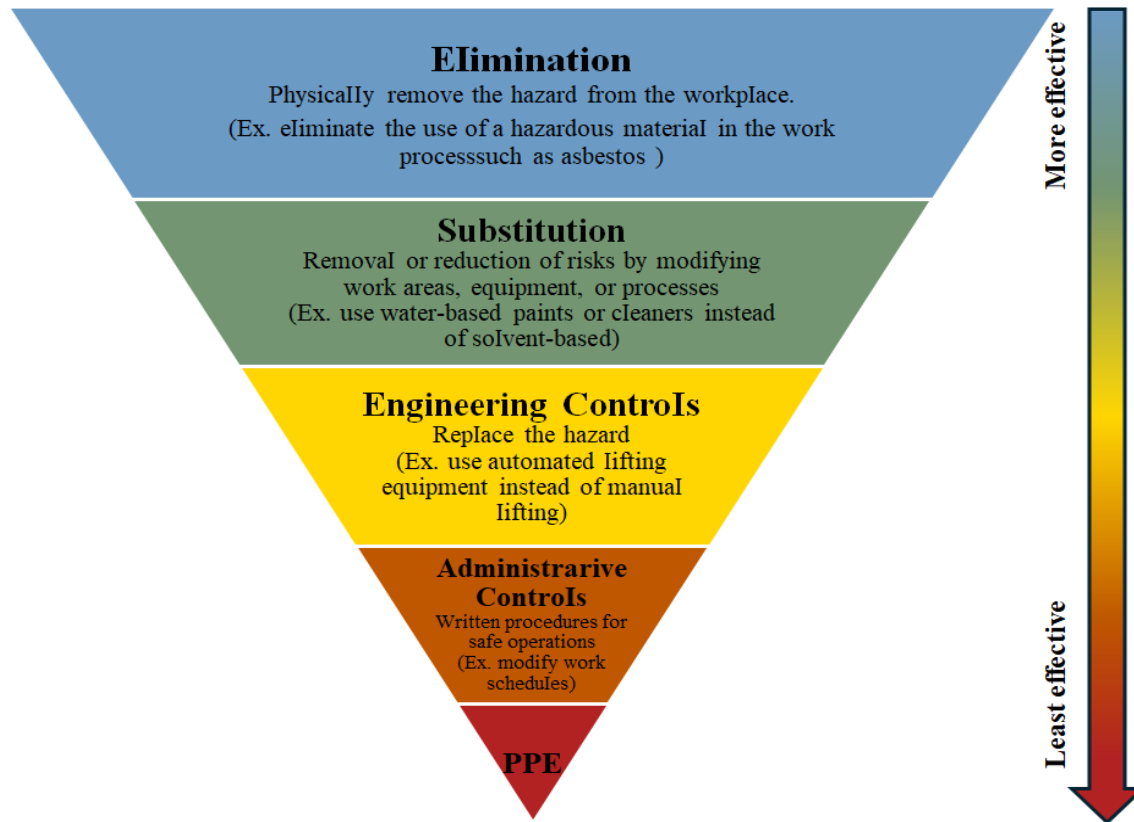 Elimination
Physically remove the hazard from the workplace.
(Ex. eliminate the use of a hazardous material in the work
processsuch as asbestos )
Substitution
Removal or reduction of risks by modifying
work areas, equipment, or processes
(Ex. use water-based paints or cleaners instead
of solvent-based)
Engineering Controls
Replace the hazard
(Ex. use automated lifting
equipment instead of manual
lifting)
Administrarive
Controls
Written procedures for
safe operations
(Ex. modify work
schedules)
PPE
More effective
Least effective